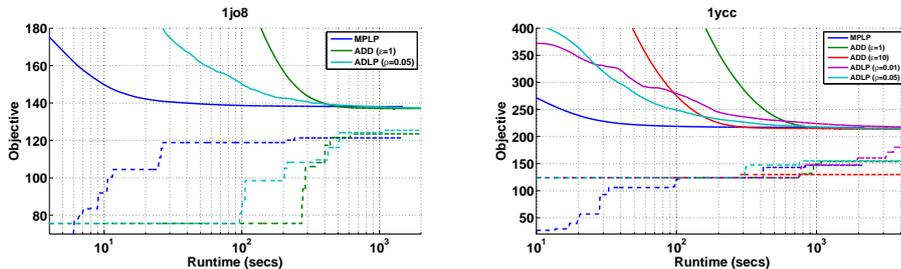 1jo8
180
160
140
120
100
80
Objective
10^1
10^2
10^3
Runtime (secs)
MPLP
ADD (ε=1)
ADLP (ρ=0.05)
1ycc
400
350
300
250
200
150
100
50
Objective
10^1
10^2
10^3
Runtime (secs)
MPLP
ADD (ε=1)
ADD (ε=10)
ADLP (ρ=0.01)
ADLP (ρ=0.05)